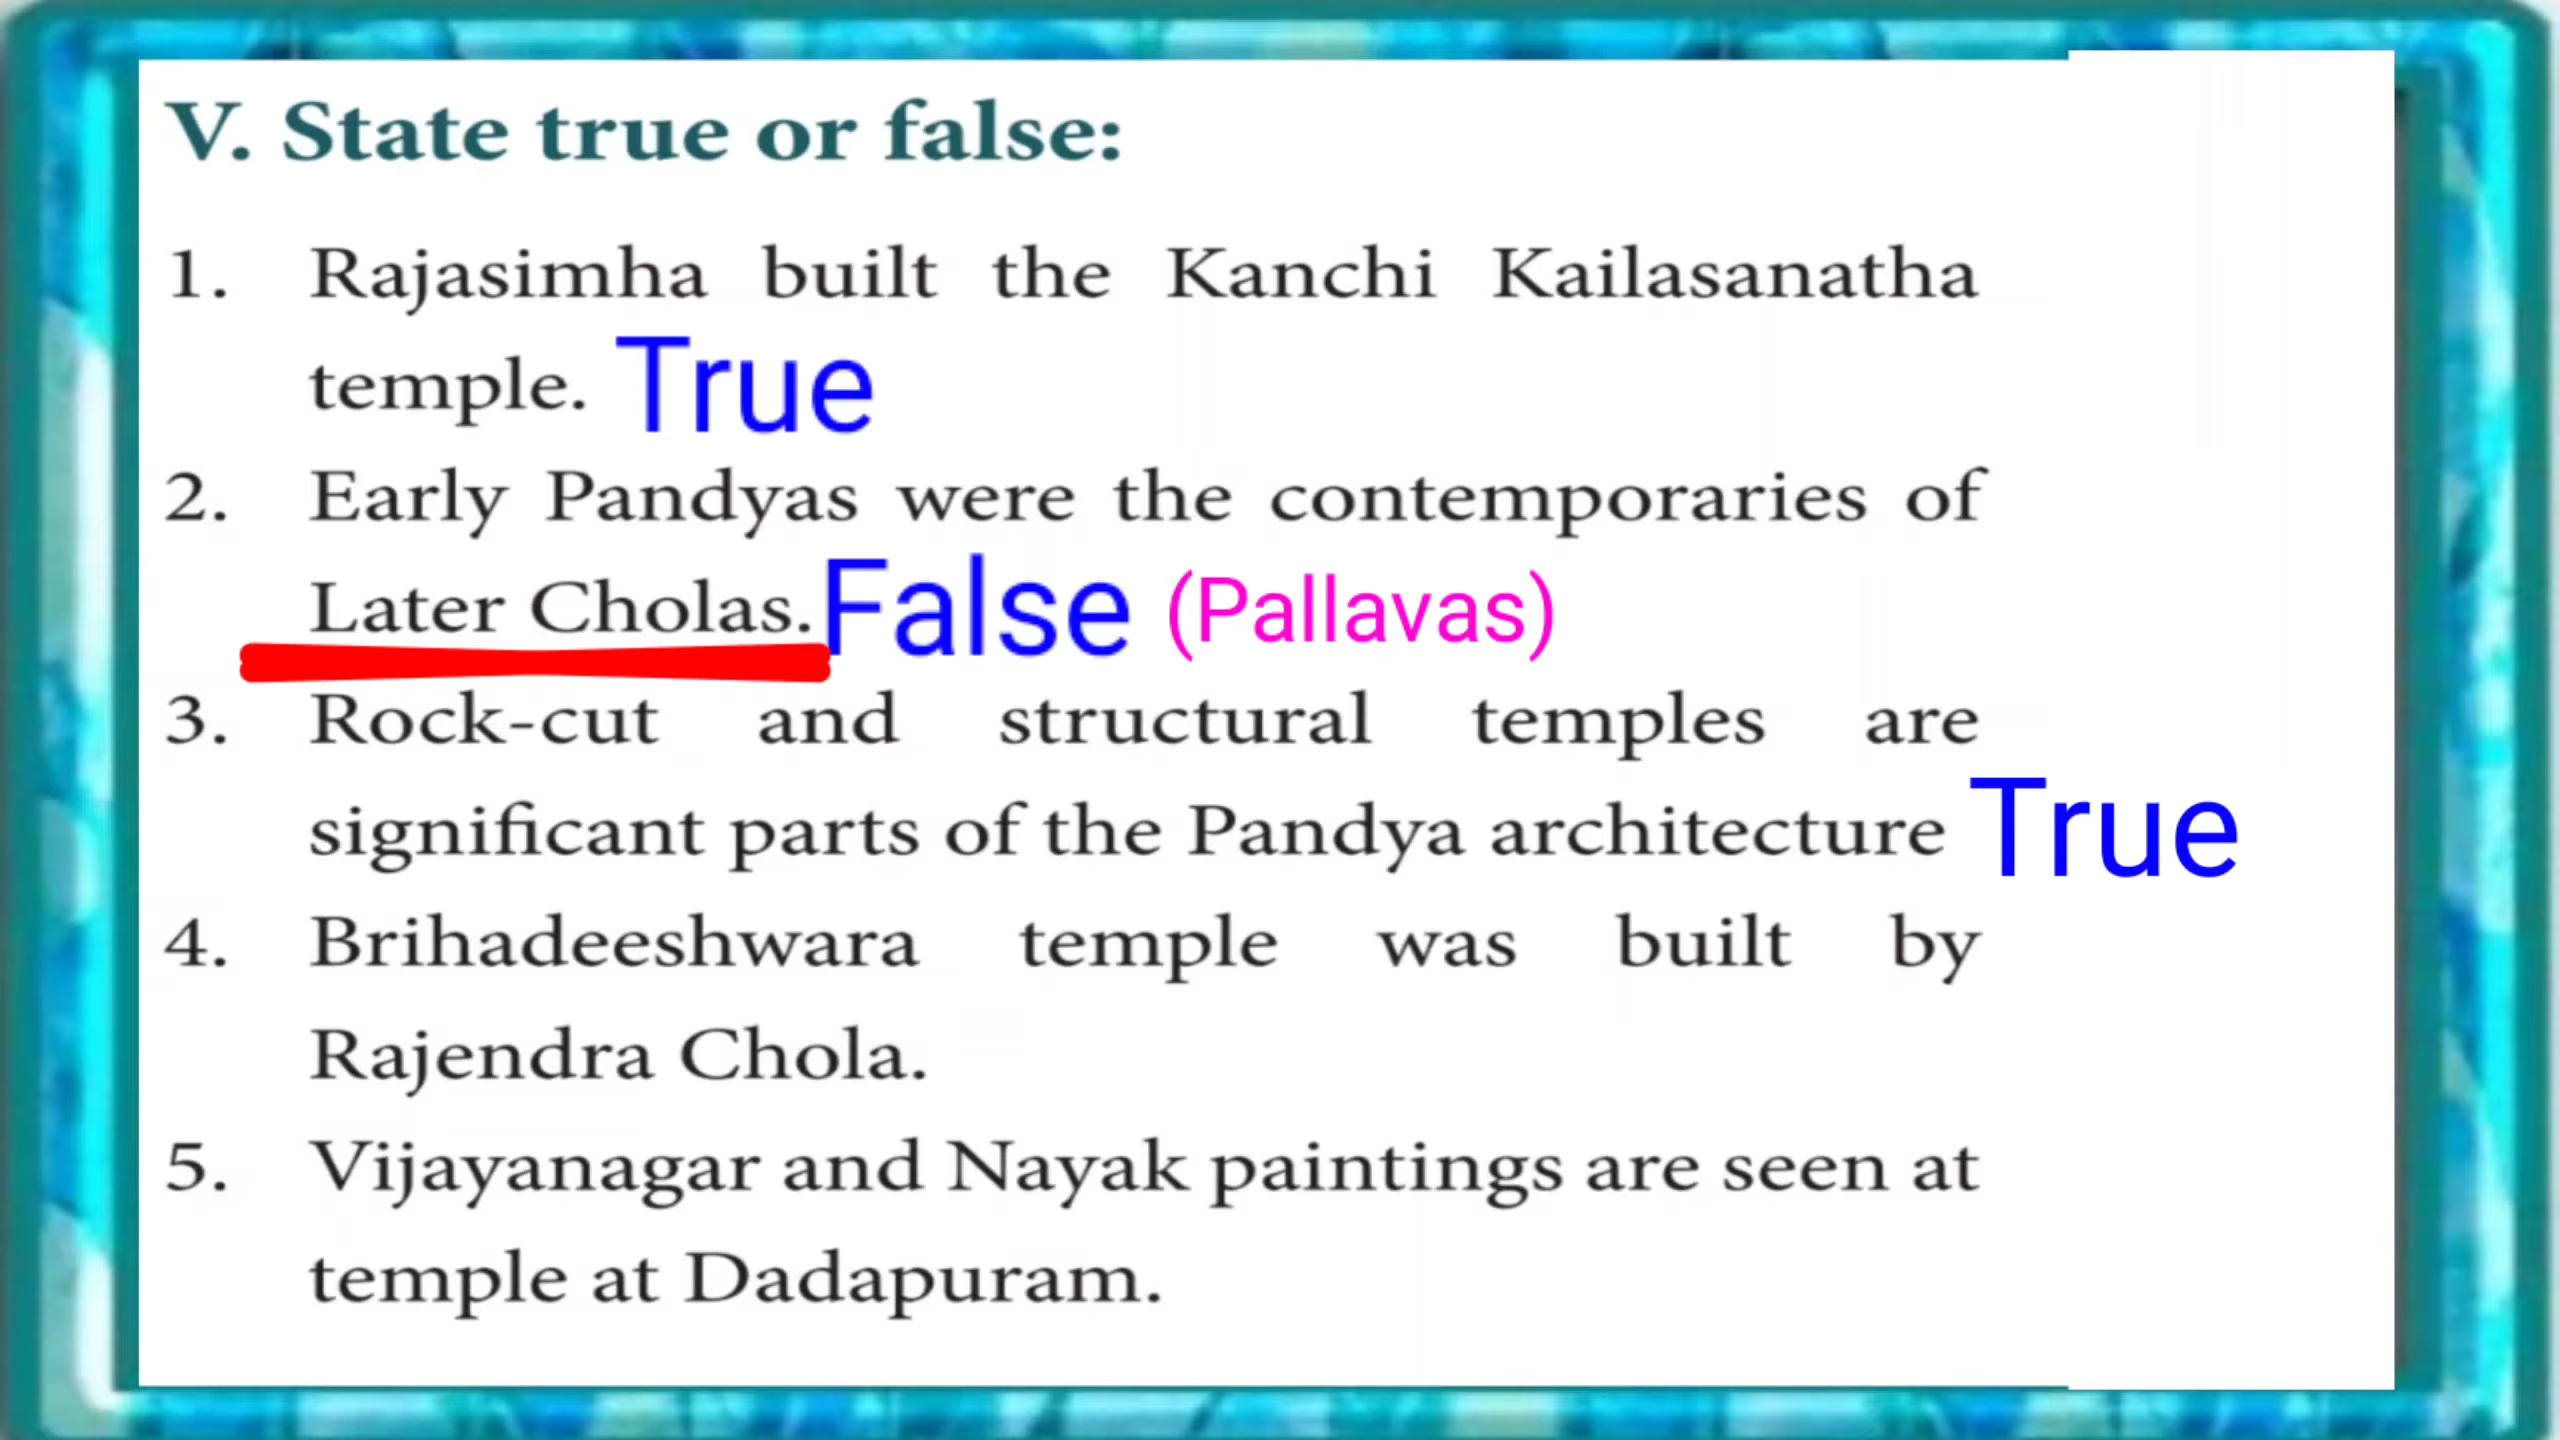 V. State true or false:
1. Rajasimha built the Kanchi Kailasanatha
temple. True
2. Early Pandyas were the contemporaries of
Later Cholas. False (Pallavas)
3. Rock-cut and structural temples are
significant parts of the Pandya architecture True
4. Brihadeeshwara temple was built by
Rajendra Chola.
5. Vijayanagar and Nayak paintings are seen at
temple at Dadapuram.